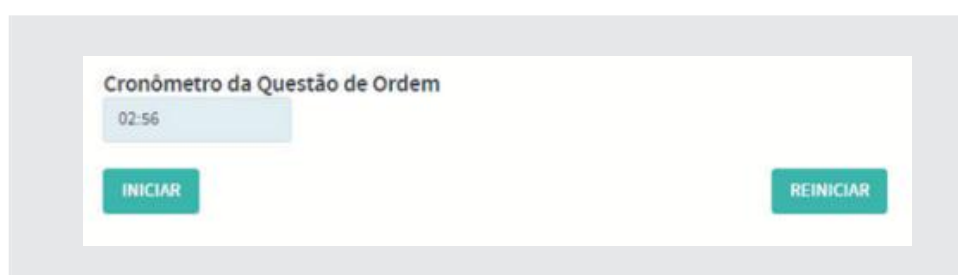 Cronômetro da Questão de Ordem
02:56
INICIAR
REINICIAR